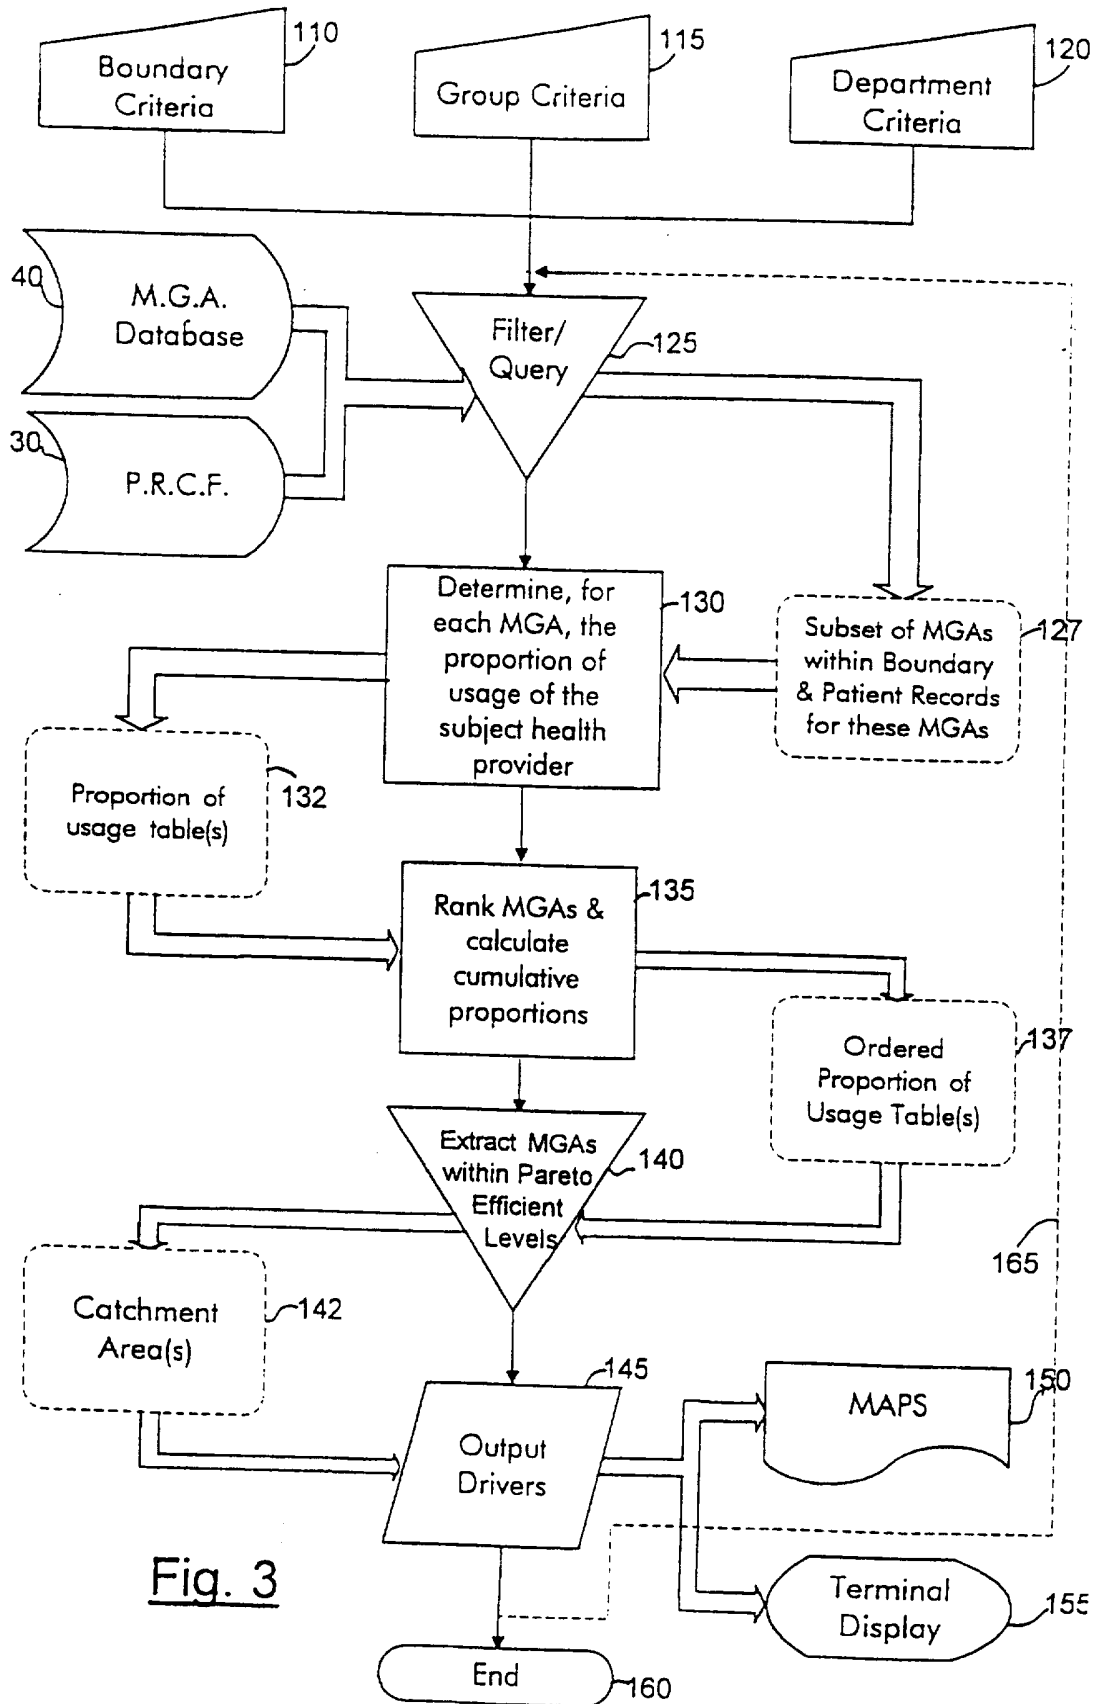 110
Boundary
Criteria
115
Group Criteria
120
Department
Criteria
40
M.G.A.
Database
Filter/
Query
125
30
P.R.C.F.
Determine, for
each MGA, the
proportion of
usage of the
subject health
provider
130
Subset of MGAs
within Boundary
& Patient Records
for these MGAs
127
Proportion of
usage table(s)
132
Rank MGAs &
calculate
cumulative
proportions
135
Ordered
Proportion of
Usage Table(s)
137
Extract MGAs
within Pareto
Efficient
Levels
140
165
Catchment
Area(s)
142
145
Output
Drivers
MAPS
150
Terminal
Display
155
Fig. 3
End
160